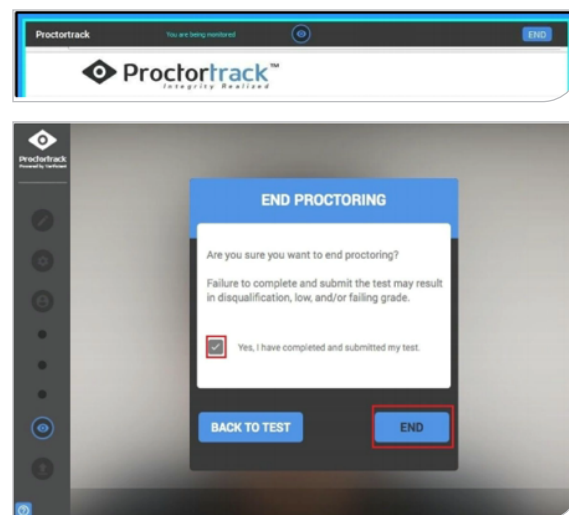 Proctortrack You are being monitored END
Proctortrack™
Integrity Realized
Proctortrack
Powered by Verificient
END PROCTORING
Are you sure you want to end proctoring?
Failure to complete and submit the test may result
in disqualification, low, and/or failing grade.
Yes, I have completed and submitted my test.
BACK TO TEST END
?